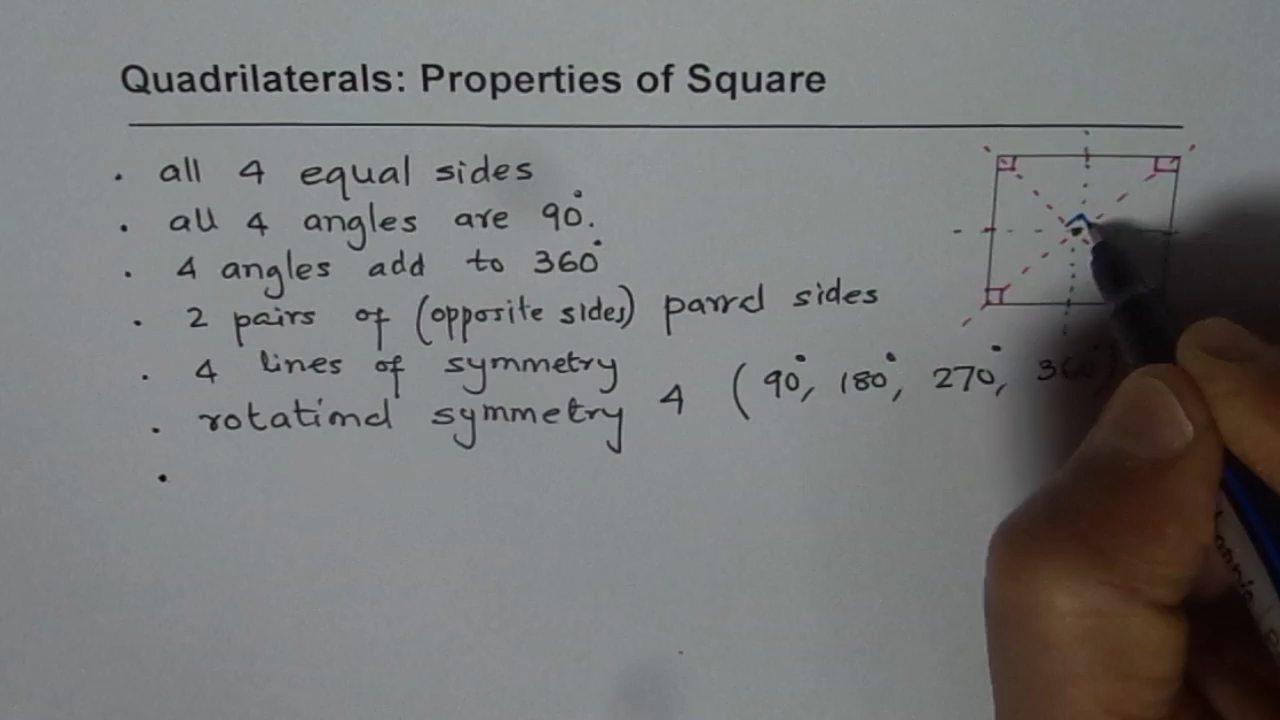 Quadrilaterals: Properties of Square
. all 4 equal sides
. all 4 angles are 90°.
. 4 angles add to 360°
. 2 pairs of (opposite sides) parrel sides
. 4 lines of symmetry
. rotational symmetry 4 (90°, 180°, 270°, 360°)
.